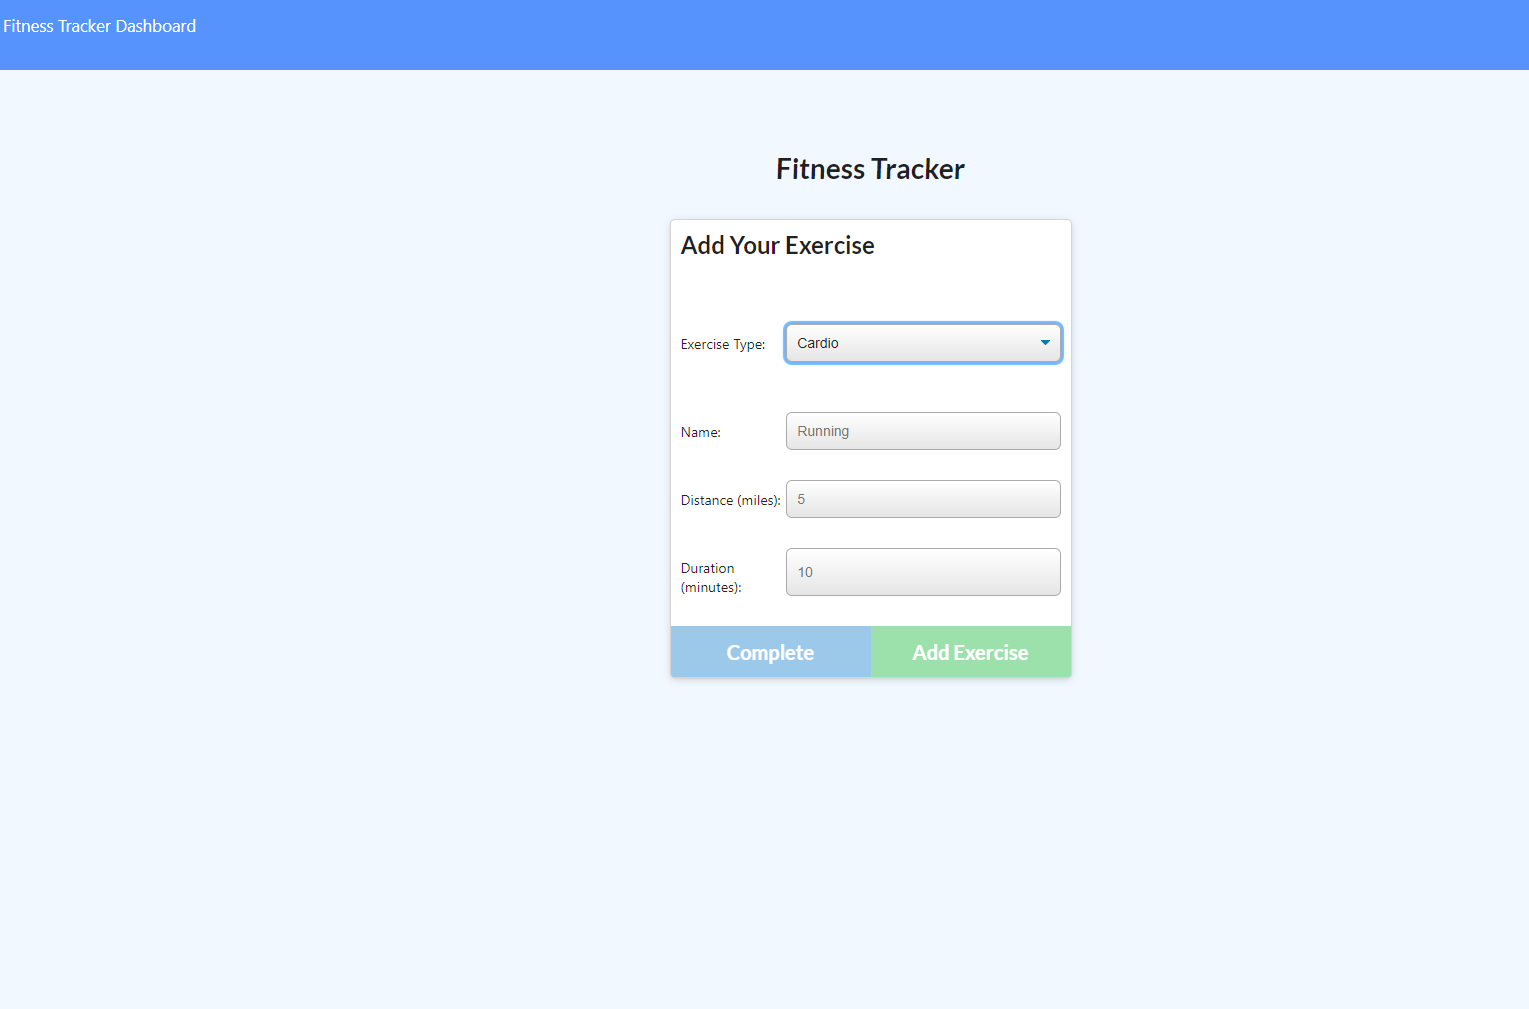 Fitness Tracker Dashboard
Fitness Tracker
Add Your Exercise
Exercise Type: Cardio
Name: Running
Distance (miles): 5
Duration
(minutes): 10
Complete Add Exercise